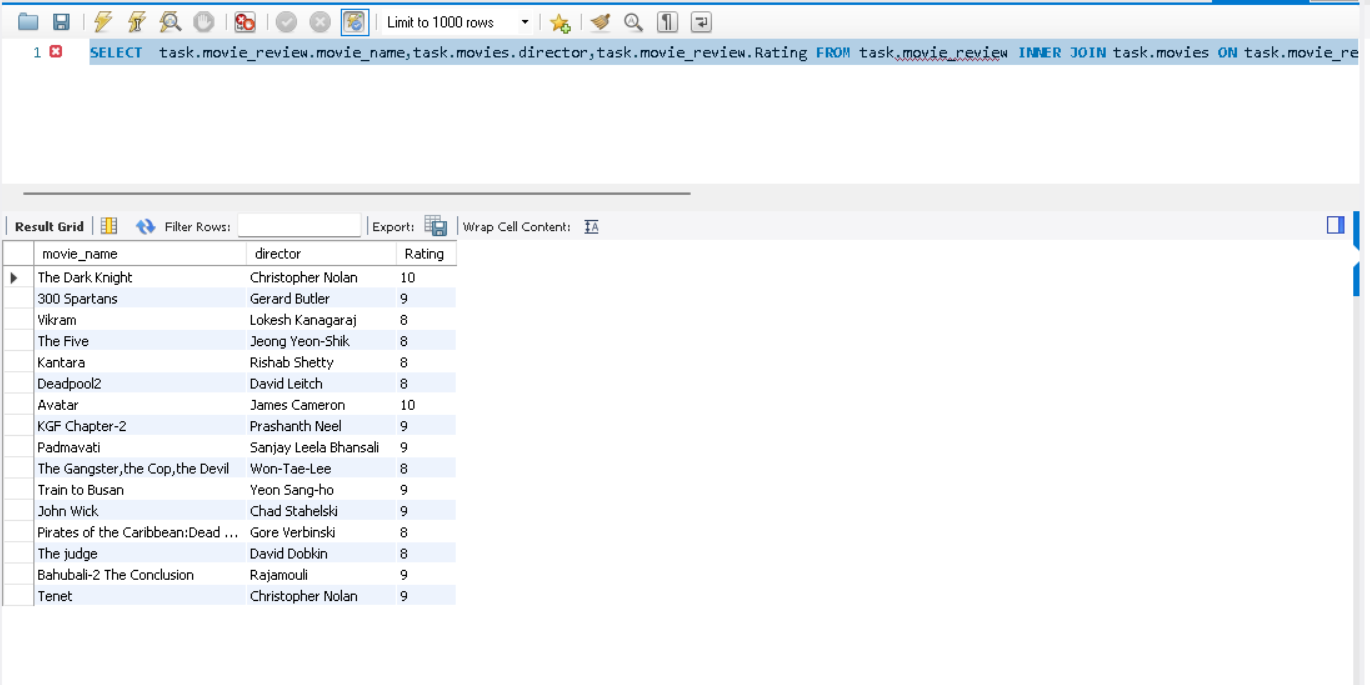 Limit to 1000 rows
1 SELECT task.movie_review.movie_name,task.movies.director,task.movie_review.Rating FROM task.movie_review INNER JOIN task.movies ON task.movie_re
Result Grid Filter Rows: Export: Wrap Cell Content:
movie_name director Rating
The Dark Knight Christopher Nolan 10
300 Spartans Gerard Butler 9
Vikram Lokesh Kanagaraj 8
The Five Jeong Yeon-Shik 8
Kantara Rishab Shetty 8
Deadpool2 David Leitch 8
Avatar James Cameron 10
KGF Chapter-2 Prashanth Neel 9
Padmavati Sanjay Leela Bhansali 9
The Gangster,the Cop,the Devil Won-Tae-Lee 8
Train to Busan Yeon Sang-ho 9
John Wick Chad Stahelski 9
Pirates of the Caribbean:Dead ... Gore Verbinski 8
The judge David Dobkin 8
Bahubali-2 The Conclusion Rajamouli 9
Tenet Christopher Nolan 9